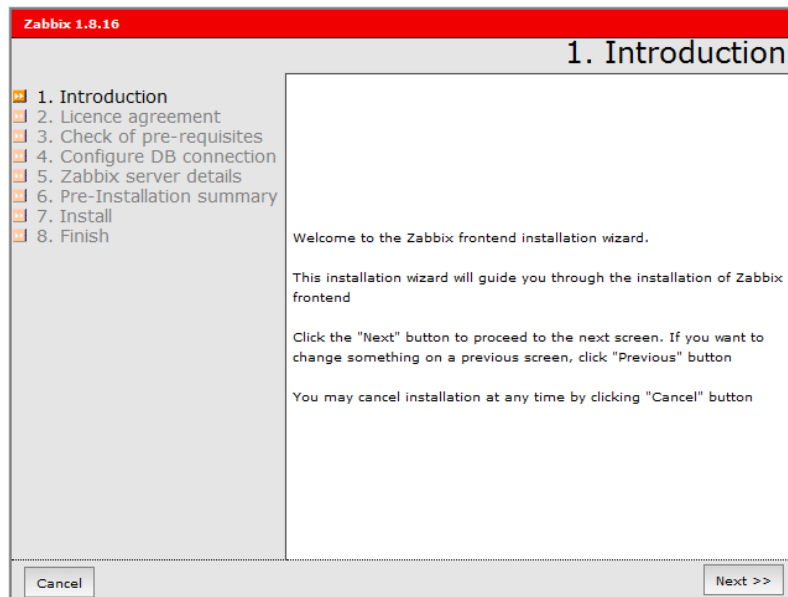 Zabbix 1.8.16
1. Introduction
1. Introduction
2. Licence agreement
3. Check of pre-requisites
4. Configure DB connection
5. Zabbix server details
6. Pre-Installation summary
7. Install
8. Finish
Welcome to the Zabbix frontend installation wizard.
This installation wizard will guide you through the installation of Zabbix
frontend
Click the "Next" button to proceed to the next screen. If you want to
change something on a previous screen, click "Previous" button
You may cancel installation at any time by clicking "Cancel" button
Cancel
Next >>